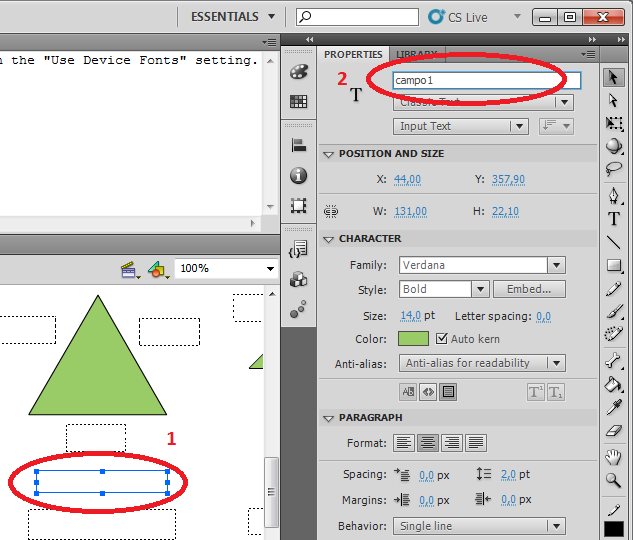 ESSENTIALS
CS Live
n the "Use Device Fonts" setting.
PROPERTIES LIBRARY
2
campo1
T
Classic Text
Input Text
POSITION AND SIZE
X: 44,00 Y: 357,90
W: 131,00 H: 22,10
CHARACTER
100%
Family: Verdana
Style: Bold Embed...
Size: 14,0 pt Letter spacing: 0,0
Color: Auto kern
Anti-alias: Anti-alias for readability
PARAGRAPH
1
Format:
Spacing: 0,0 px 2,0 pt
Margins: 0,0 px 0,0 px
Behavior: Single line